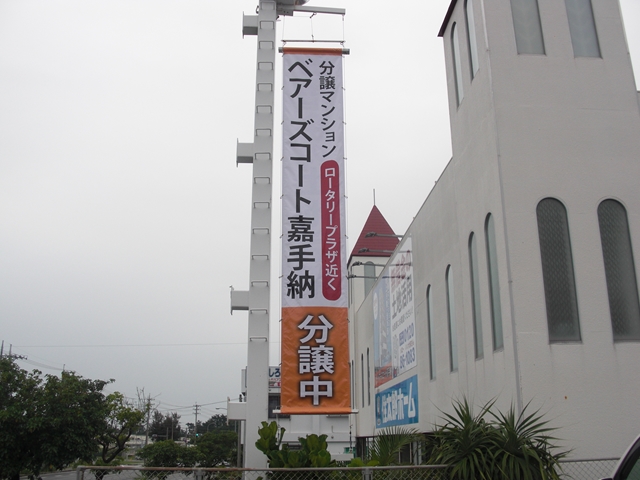 分譲マンション
ベアーズコート嘉手納
ロータリープラザ近く
分譲中